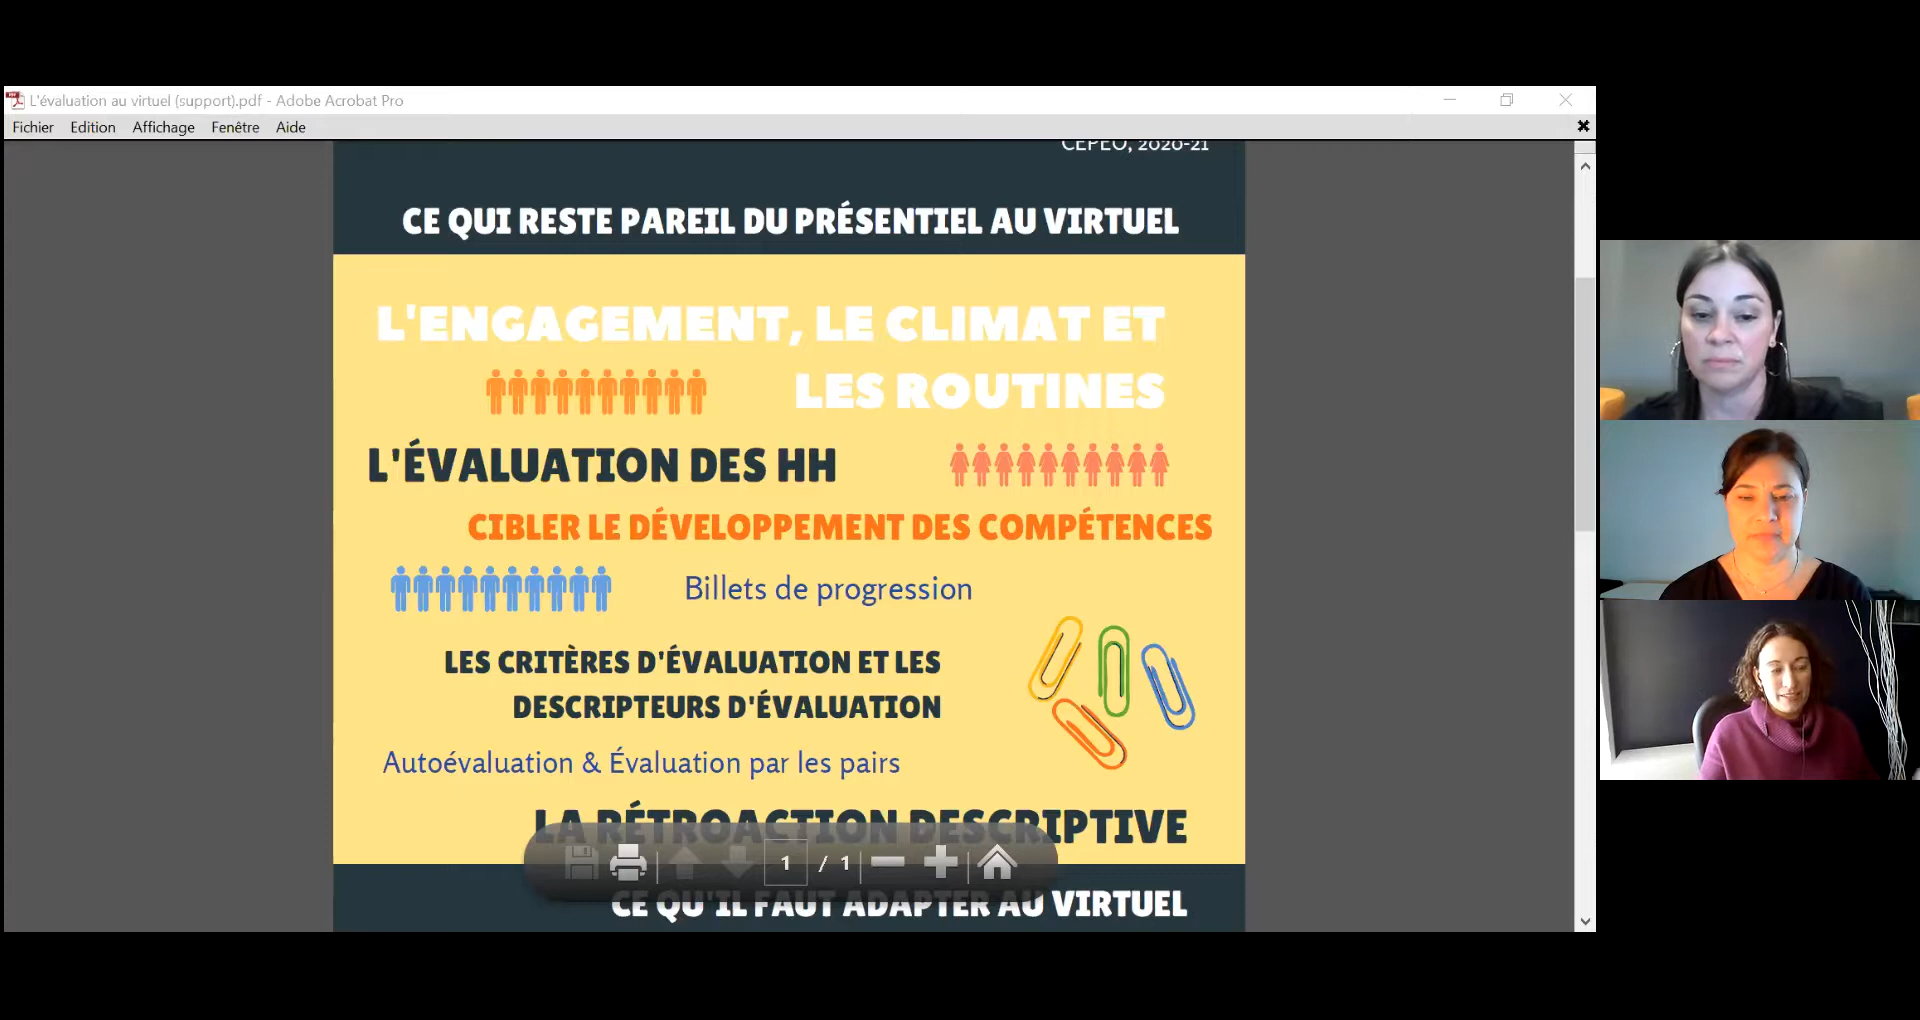 L'évaluation au virtuel (support).pdf - Adobe Acrobat Pro
Fichier Edition Affichage Fenêtre Aide
CEPEO, 2020-21
CE QUI RESTE PAREIL DU PRÉSENTIEL AU VIRTUEL
L'ENGAGEMENT, LE CLIMAT ET
LES ROUTINES
L'ÉVALUATION DES HH
CIBLER LE DÉVELOPPEMENT DES COMPÉTENCES
Billets de progression
LES CRITÈRES D'ÉVALUATION ET LES
DESCRIPTEURS D'ÉVALUATION
Autoévaluation & Évaluation par les pairs
LA RÉTROACTION DESCRIPTIVE
1 / 1
CE QU'IL FAUT ADAPTER AU VIRTUEL